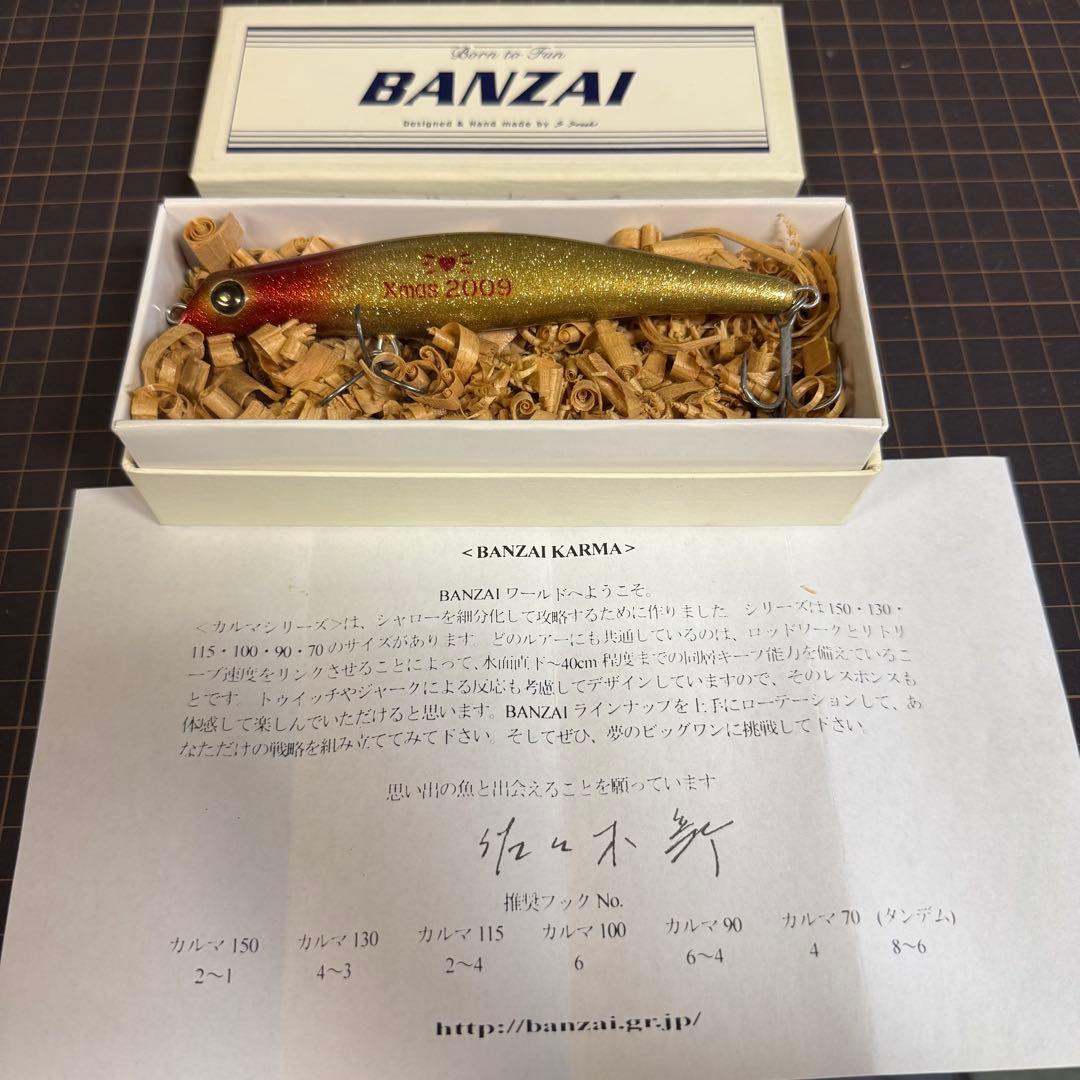 Born to Fun
BANZAI
Designed & Hand made by
Xmas 2009
＜BANZAI KARMA＞
BANZAI ワールドへようこそ。
＜カルマシリーズ＞は、シャローを細分化して攻略するために作りました。シリーズは150・130・
115・100・90・70のサイズがあります。どのルアーにも共通しているのは、ロッドワークとリトリ
ーブ速度をリンクさせることによって、水面直下～40cm 程度までの同層キープ能力を備えているこ
とです。トゥイッチやジャークによる反応も考慮してデザインしていますので、そのレスポンスも
体感して楽しんでいただけると思います。BANZAI ラインナップを上手にローテーションして、あ
なただけの戦略を組み立ててみて下さい。そしてぜひ、夢のビッグワンに挑戦して下さい。
思い出の魚と出会えることを願っています
佐々木 新
推奨フック No.
カルマ 150 カルマ 130 カルマ 115 カルマ 100 カルマ 90 カルマ 70 (タンデム)
2～1 4～3 2～4 6 6～4 4 8～6
http://banzai.gr.jp/